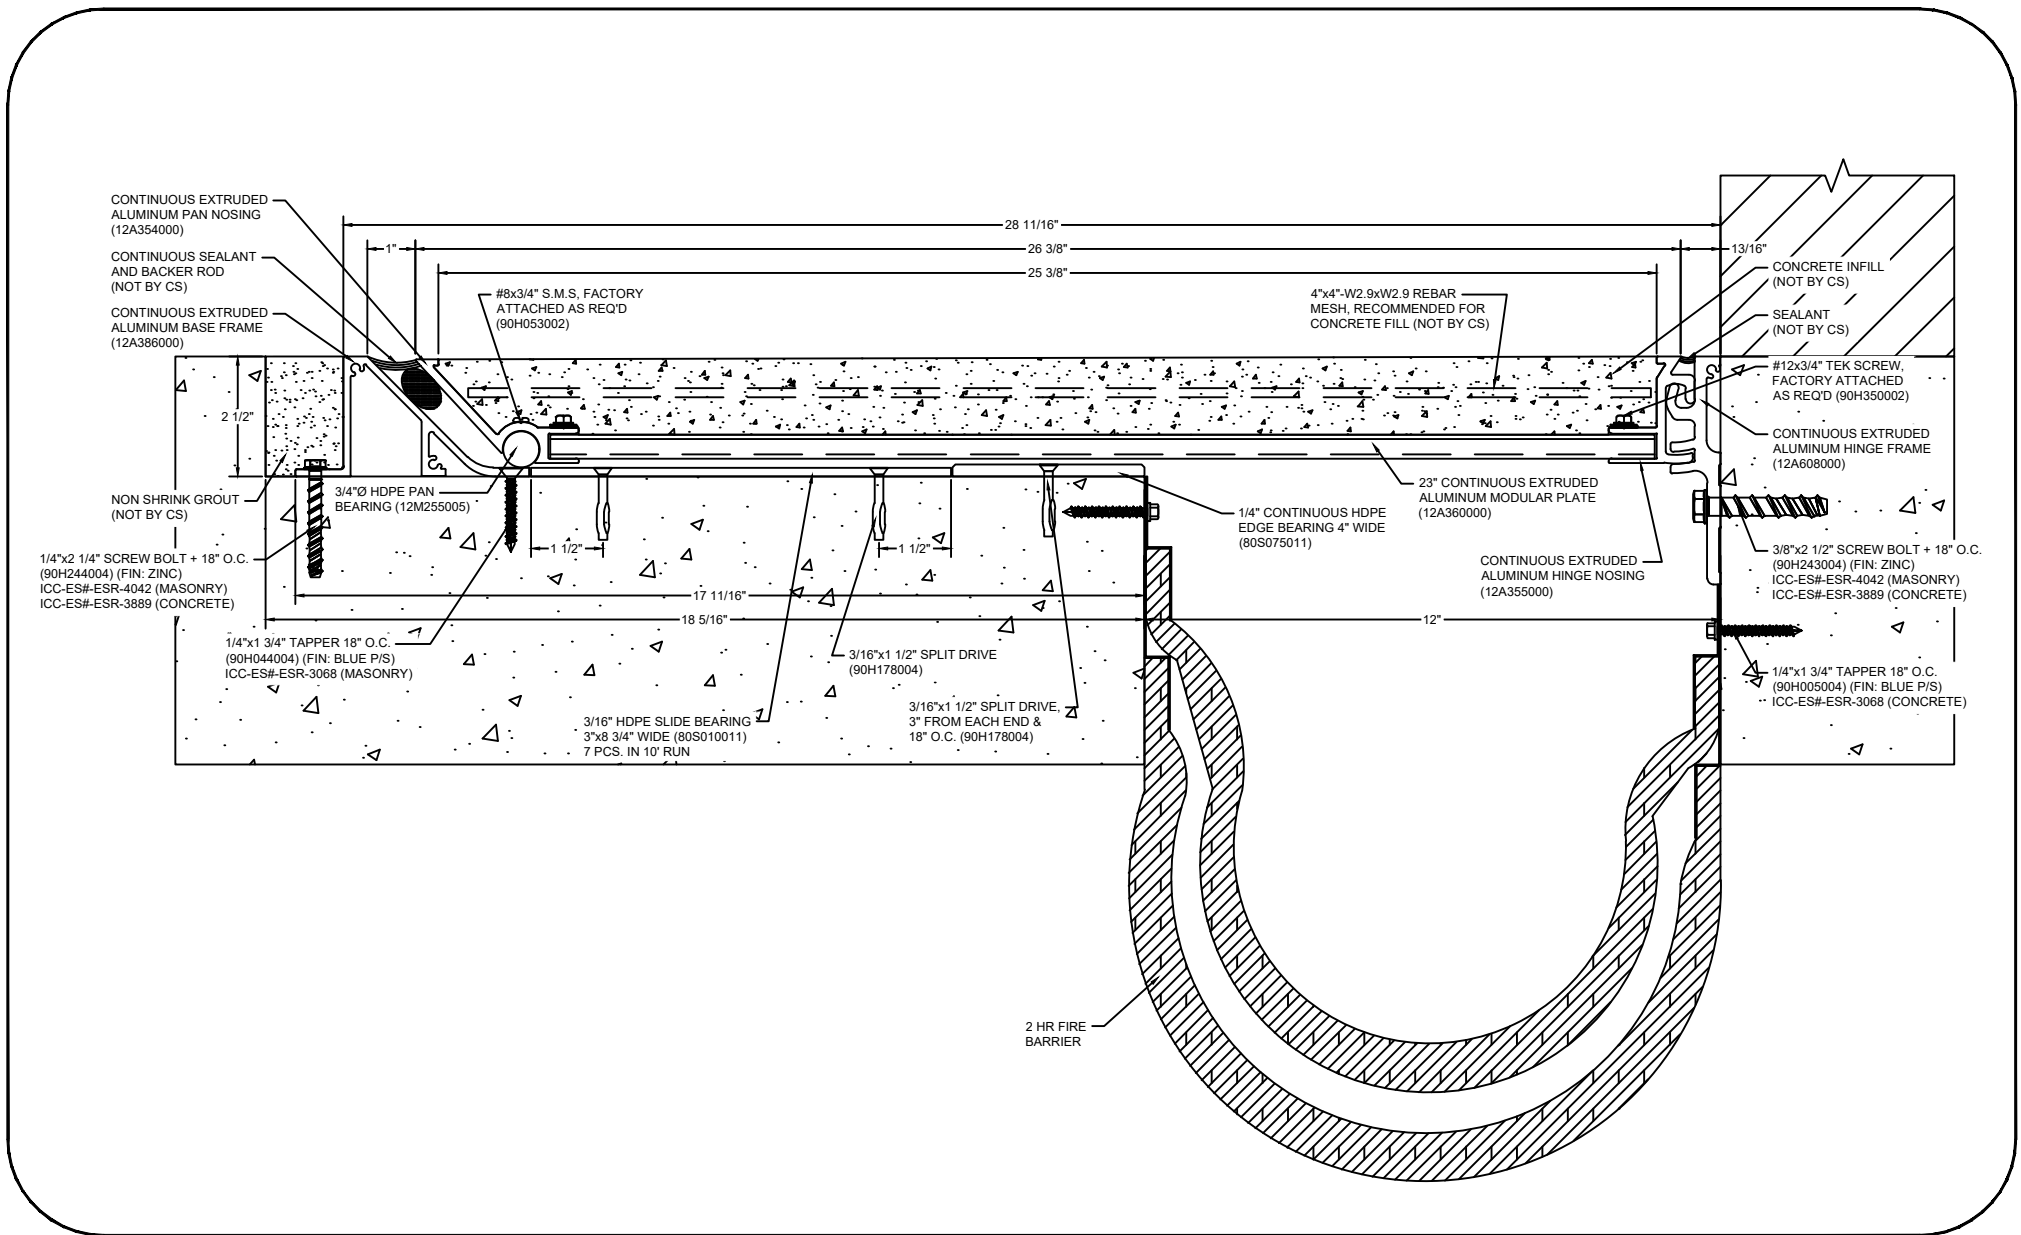 CONTINUOUS EXTRUDED
ALUMINUM PAN NOSING
(12A354000)
CONTINUOUS SEALANT
AND BACKER ROD
(NOT BY CS)
CONTINUOUS EXTRUDED
ALUMINUM BASE FRAME
(12A386000)
28 11/16"
1"
26 3/8"
13/16"
25 3/8"
#8x3/4" S.M.S, FACTORY
ATTACHED AS REQ'D
(90H053002)
4"x4"-W2.9xW2.9 REBAR
MESH, RECOMMENDED FOR
CONCRETE FILL (NOT BY CS)
CONCRETE INFILL
(NOT BY CS)
SEALANT
(NOT BY CS)
#12x3/4" TEK SCREW,
FACTORY ATTACHED
AS REQ'D (90H350002)
CONTINUOUS EXTRUDED
ALUMINUM HINGE FRAME
(12A608000)
2 1/2"
NON SHRINK GROUT
(NOT BY CS)
3/4"Ø HDPE PAN
BEARING (12M255005)
23" CONTINUOUS EXTRUDED
ALUMINUM MODULAR PLATE
(12A360000)
1/4" CONTINUOUS HDPE
EDGE BEARING 4" WIDE
(80S075011)
1 1/2"
1 1/2"
1/4"x2 1/4" SCREW BOLT + 18" O.C.
(90H244004) (FIN: ZINC)
ICC-ES#-ESR-4042 (MASONRY)
ICC-ES#-ESR-3889 (CONCRETE)
CONTINUOUS EXTRUDED
ALUMINUM HINGE NOSING
(12A355000)
3/8"x2 1/2" SCREW BOLT + 18" O.C.
(90H243004) (FIN: ZINC)
ICC-ES#-ESR-4042 (MASONRY)
ICC-ES#-ESR-3889 (CONCRETE)
17 11/16"
18 5/16"
12"
1/4"x1 3/4" TAPPER 18" O.C.
(90H044004) (FIN: BLUE P/S)
ICC-ES#-ESR-3068 (MASONRY)
3/16"x1 1/2" SPLIT DRIVE
(90H178004)
1/4"x1 3/4" TAPPER 18" O.C.
(90H005004) (FIN: BLUE P/S)
ICC-ES#-ESR-3068 (CONCRETE)
3/16" HDPE SLIDE BEARING
3"x8 3/4" WIDE (80S010011)
7 PCS. IN 10' RUN
3/16"x1 1/2" SPLIT DRIVE,
3" FROM EACH END &
18" O.C. (90H178004)
2 HR FIRE
BARRIER